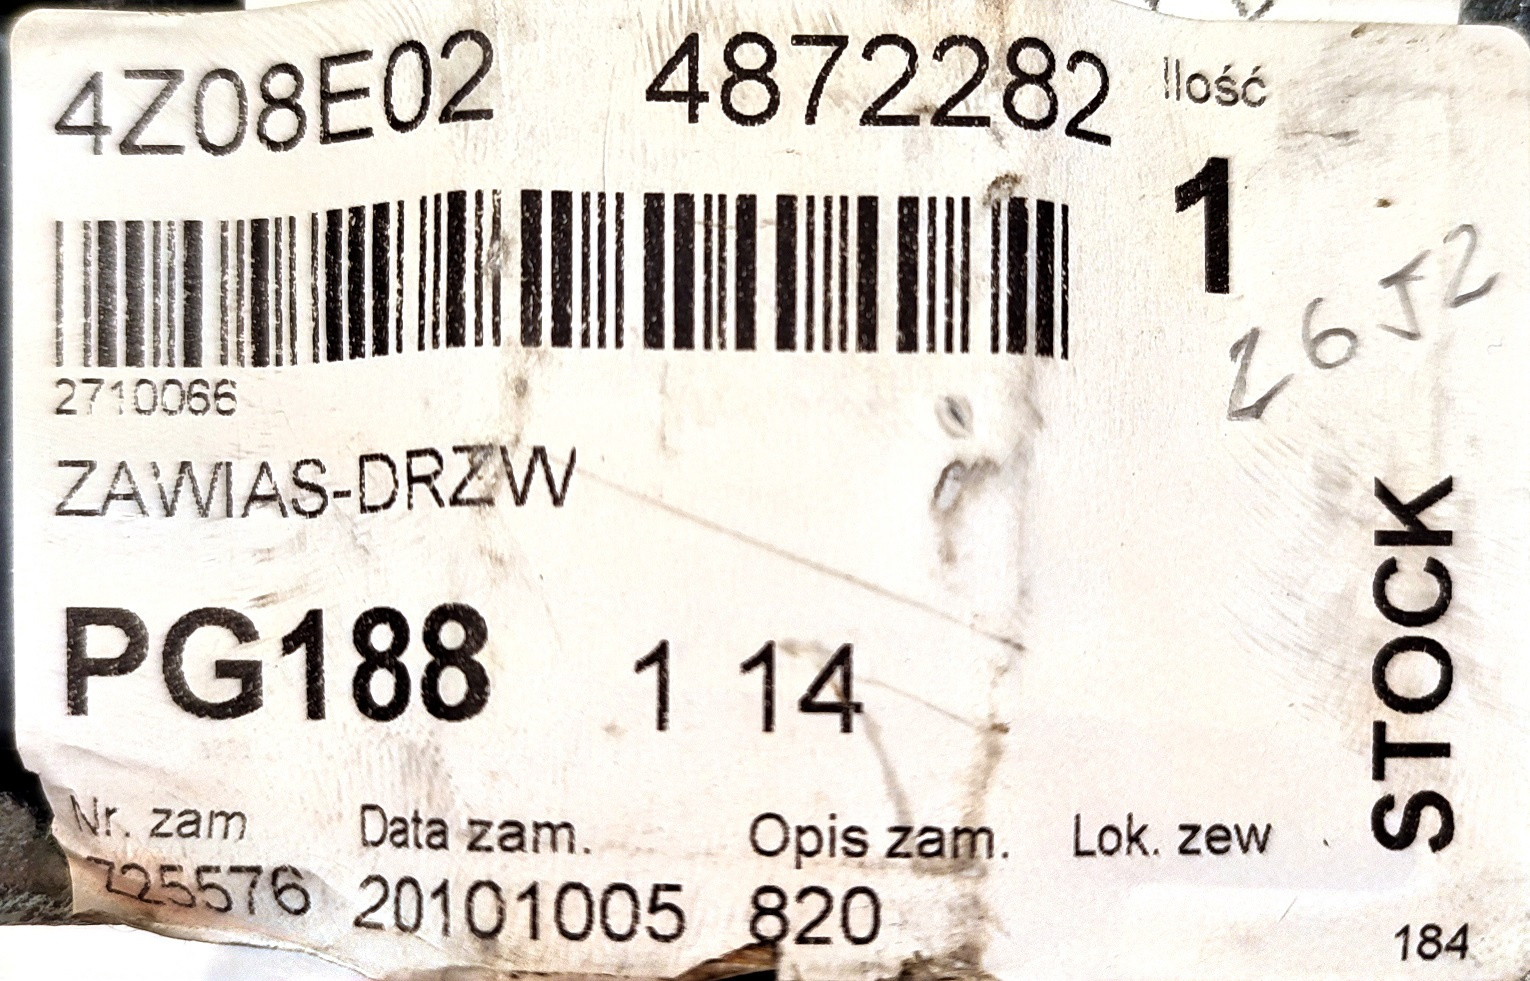 4Z08E02 4872282 Ilość
1
26J2
2710066
ZAWIAS-DRZW
STOCK
PG188 1 14
Nr. zam Data zam. Opis zam. Lok. zew
725576 20101005 820
184